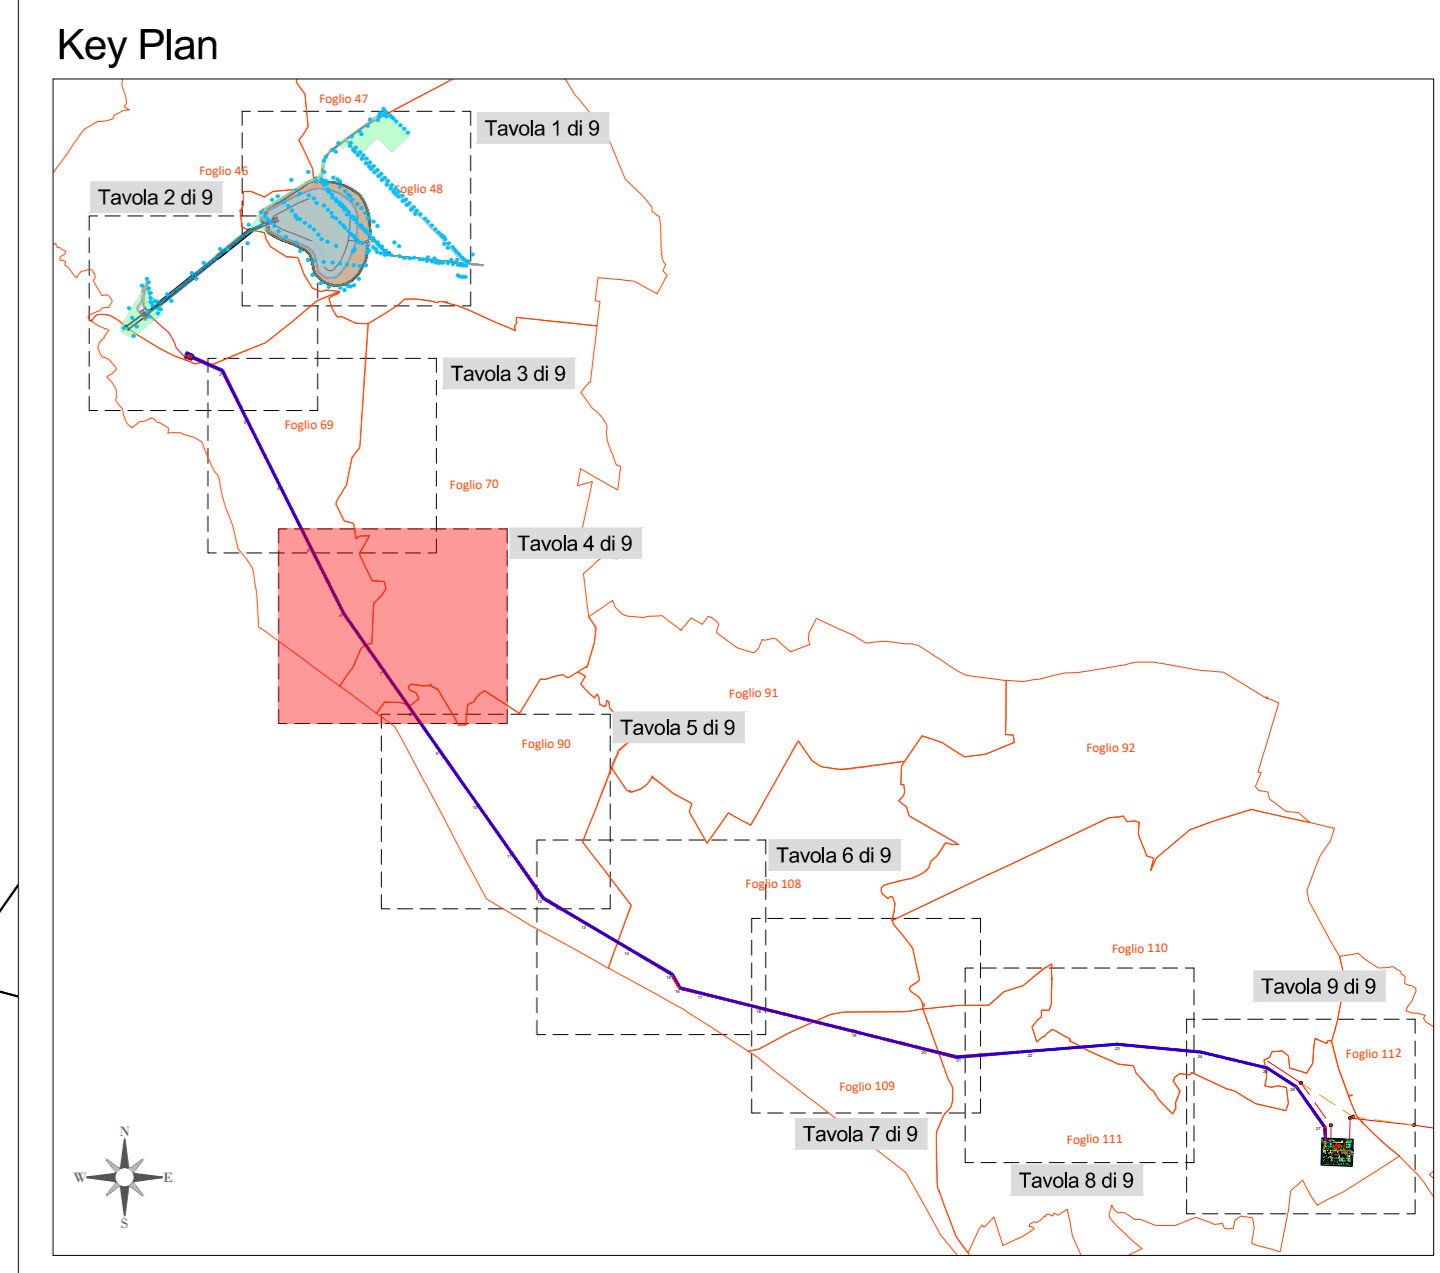 Key Plan
Foglio 47
Tavola 1 di 9
Foglio 46
Foglio 48
Tavola 2 di 9
Tavola 3 di 9
Foglio 69
Foglio 70
Tavola 4 di 9
Foglio 91
Tavola 5 di 9
Foglio 90
Foglio 92
Tavola 6 di 9
Foglio 108
Foglio 110
Tavola 9 di 9
Foglio 112
Foglio 109
Tavola 7 di 9
Foglio 111
Tavola 8 di 9
N
W
E
S